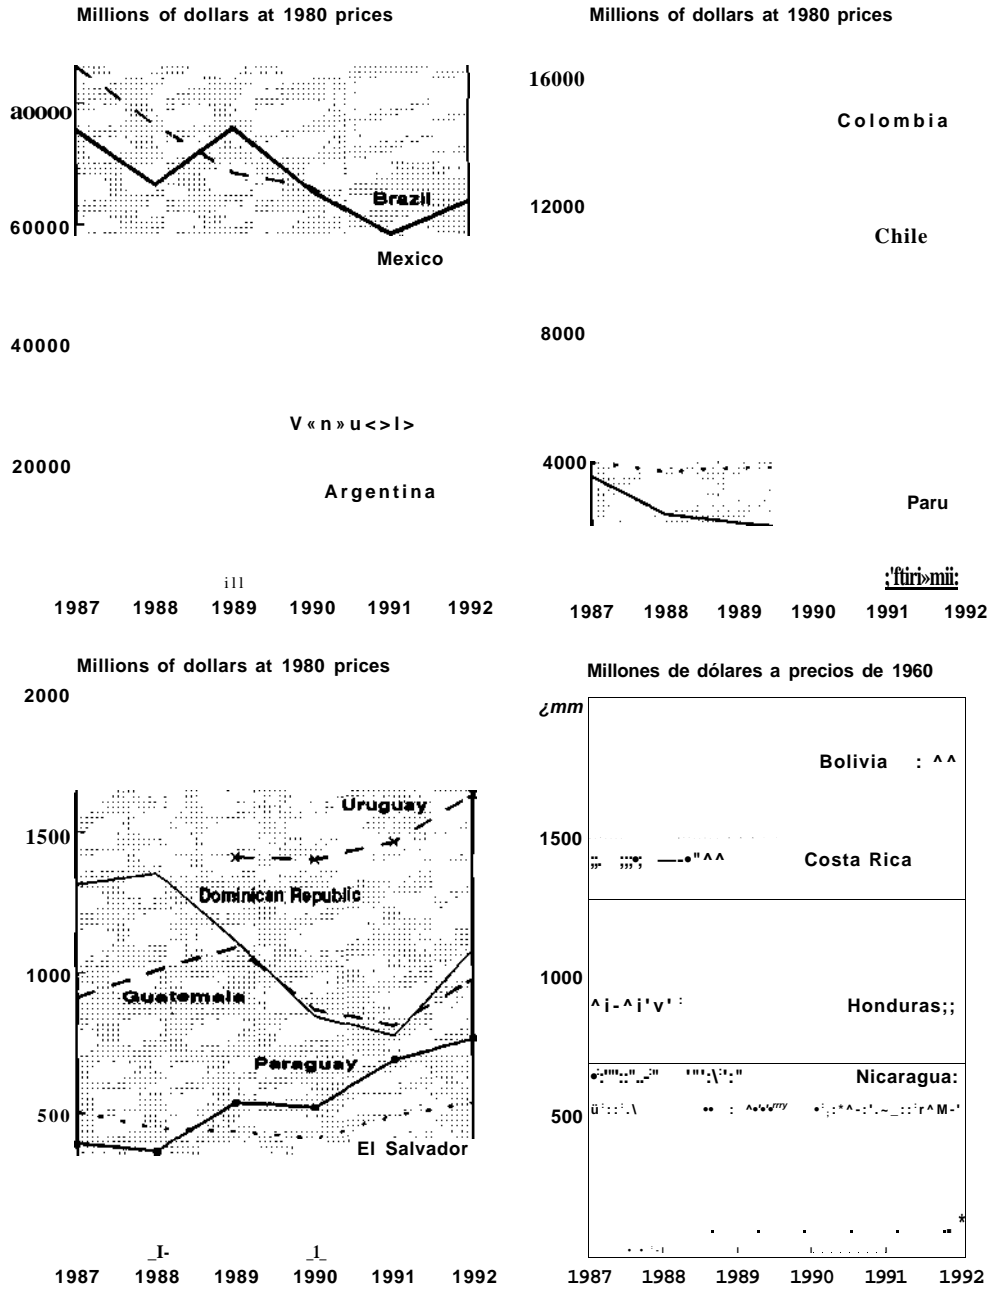 Millions of dollars at 1980 prices
80000
60000
40000
20000
Brazil
Mexico
V«n»u<>l>
Argentina
ill
1987 1988 1989 1990 1991 1992
Millions of dollars at 1980 prices
16000
12000
8000
4000
Colombia
Chile
Paru
1987 1988 1989 1990 1991 1992
Millions of dollars at 1980 prices
2000
1500
1000
500
Uruguay
Dominican Republic
Guatemala
Paraguay
El Salvador
1987 1988 1989 1990 1991 1992
Millones de dólares a precios de 1960
¿mm
1500
1000
500
Bolivia
Costa Rica
Honduras;;
Nicaragua:
1987 1988 1989 1990 1991 1992